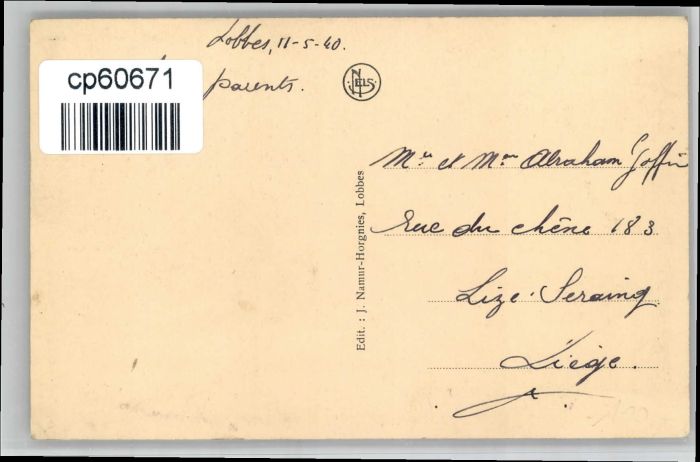 Lobbes, 11-5-40.
parents.
cp60671
NELS
Edit. : J. Namur-Horgnies, Lobbes
Mr et Mme Abraham Goffin
rue du chêne 183
Lize-Seraing
Liège.